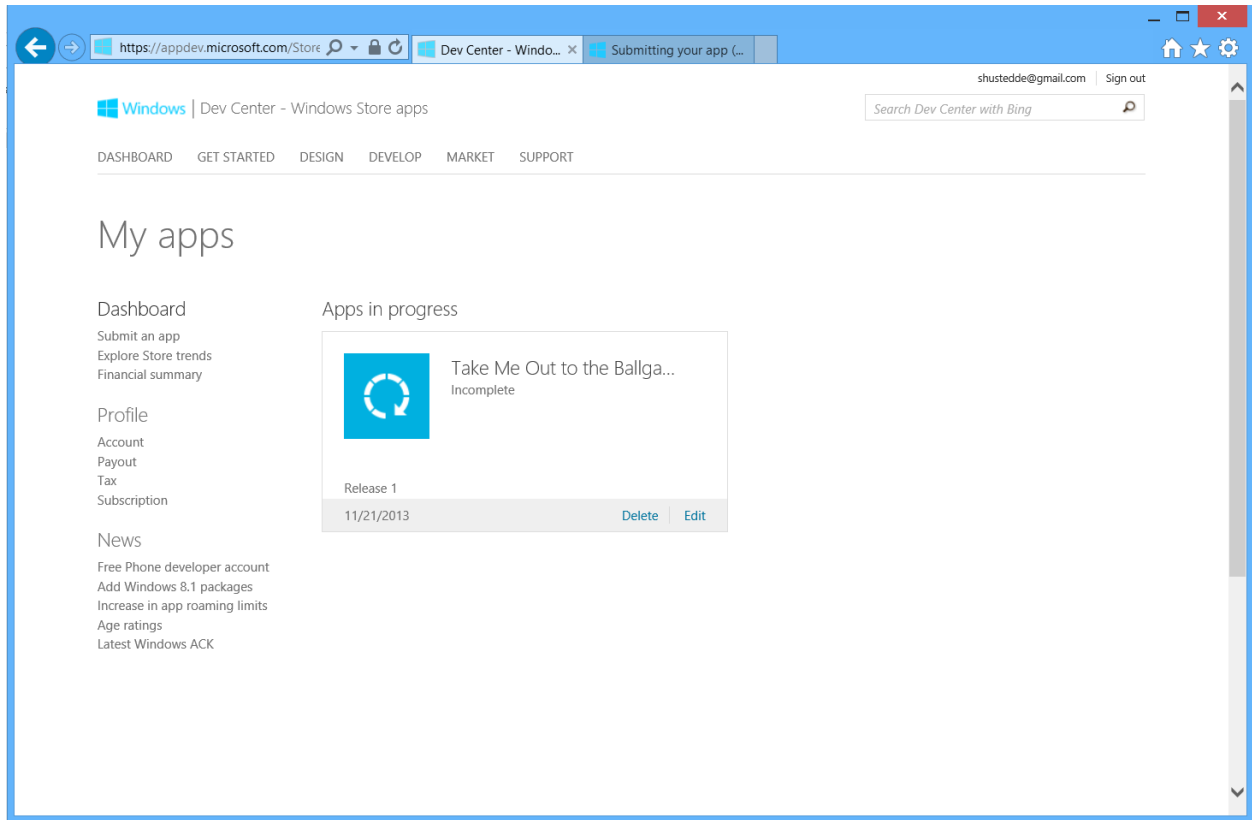 https://appdev.microsoft.com/Store
Dev Center - Windo...
Submitting your app (...
shustedde@gmail.com Sign out
Windows | Dev Center - Windows Store apps
Search Dev Center with Bing
DASHBOARD GET STARTED DESIGN DEVELOP MARKET SUPPORT
My apps
Dashboard
Submit an app
Explore Store trends
Financial summary
Profile
Account
Payout
Tax
Subscription
News
Free Phone developer account
Add Windows 8.1 packages
Increase in app roaming limits
Age ratings
Latest Windows ACK
Apps in progress
Take Me Out to the Ballga...
Incomplete
Release 1
11/21/2013 Delete Edit